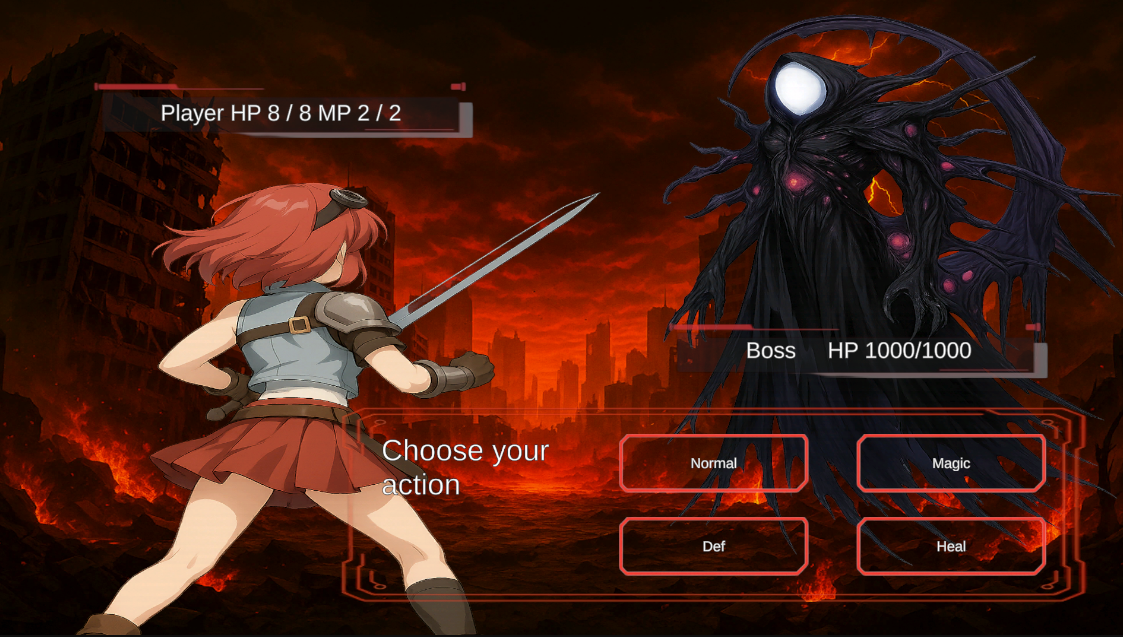 Player HP 8 / 8 MP 2 / 2
Boss HP 1000/1000
Choose your
action
Normal
Magic
Def
Heal